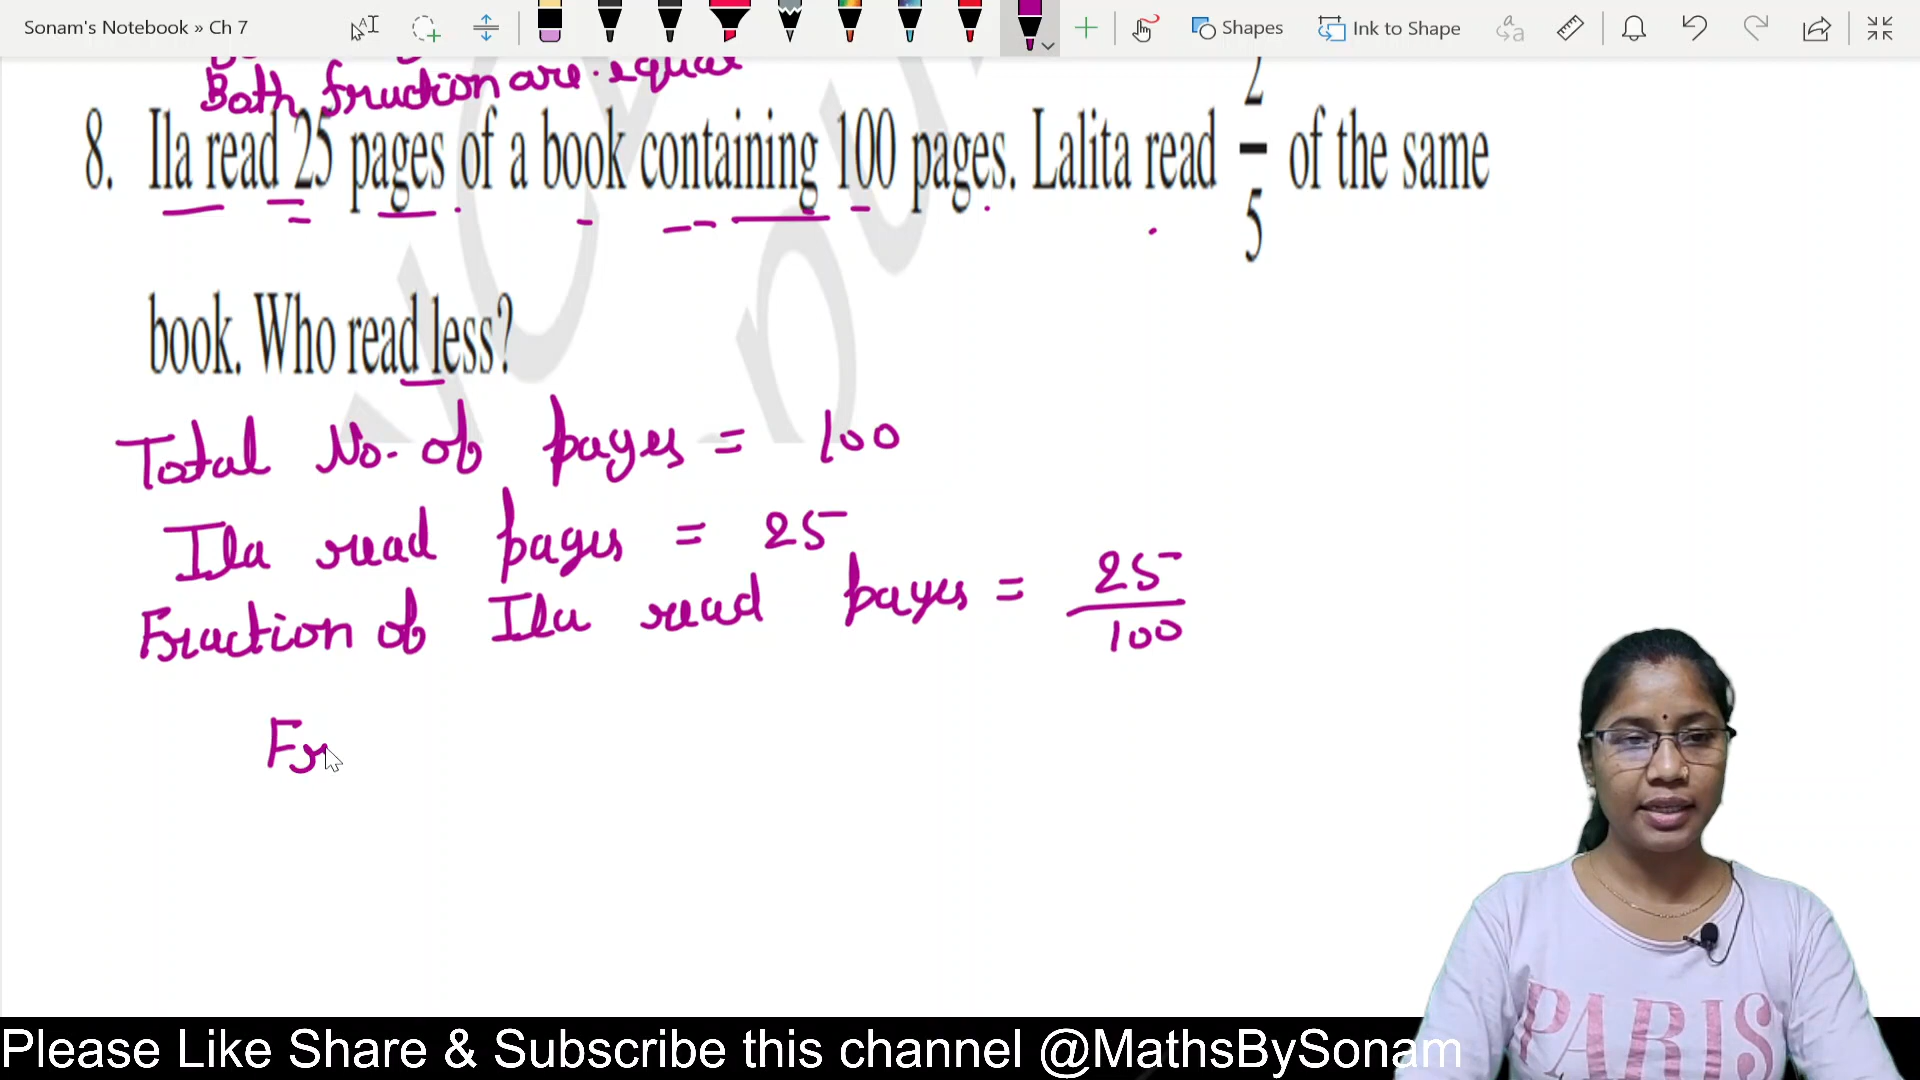 Sonam's Notebook » Ch 7
Shapes
Ink to Shape
Both fraction are equal
8. Ila read 25 pages of a book containing 100 pages. Lalita read 2/5 of the same
book. Who read less?
Total No. of pages = 100
Ila read pages = 25
Fraction of Ila read pages = 25/100
Fr
PARIS
Please Like Share & Subscribe this channel @MathsBySonam